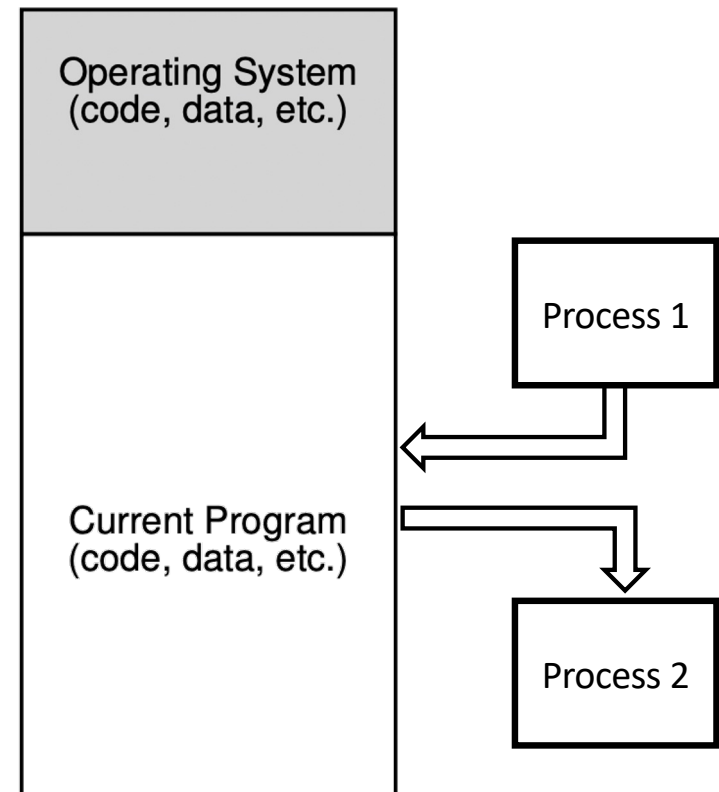 Operating System
(code, data, etc.)
Process 1
Current Program
(code, data, etc.)
Process 2